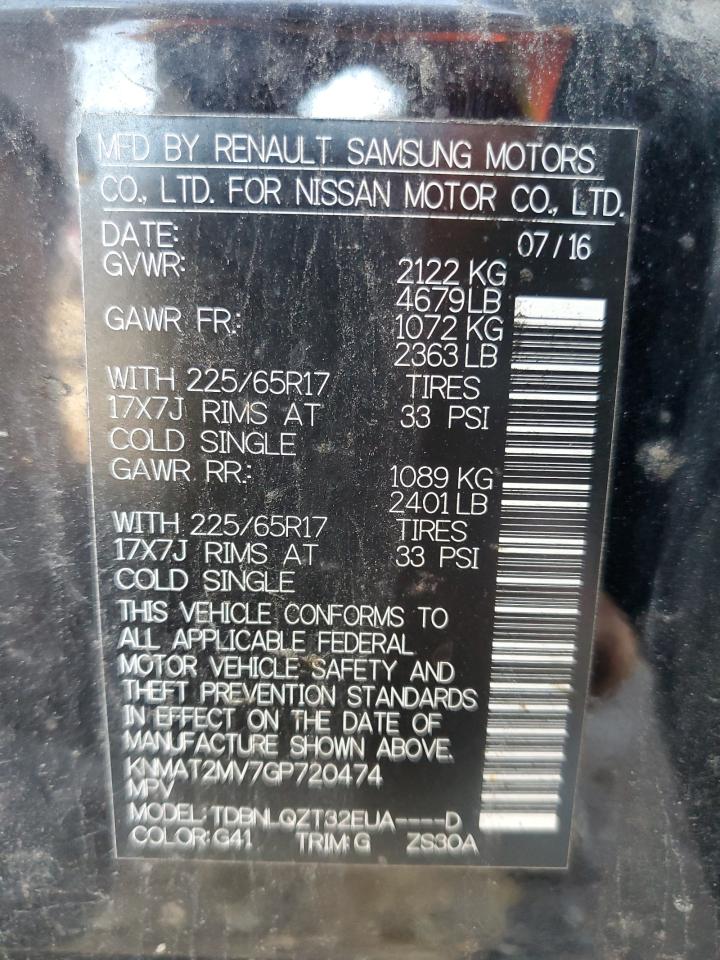 MFD BY RENAULT SAMSUNG MOTORS
CO., LTD. FOR NISSAN MOTOR CO., LTD.
DATE: 07/16
GVWR: 2122 KG
4679 LB
GAWR FR: 1072 KG
2363 LB
WITH 225/65R17 TIRES
17X7J RIMS AT 33 PSI
COLD SINGLE
GAWR RR: 1089 KG
2401 LB
WITH 225/65R17 TIRES
17X7J RIMS AT 33 PSI
COLD SINGLE
THIS VEHICLE CONFORMS TO
ALL APPLICABLE FEDERAL
MOTOR VEHICLE SAFETY AND
THEFT PREVENTION STANDARDS
IN EFFECT ON THE DATE OF
MANUFACTURE SHOWN ABOVE.
KNMAT2MV7GP720474
MPV
MODEL: TDBNLQZT32EUA----D
COLOR: G41 TRIM: G ZS30A